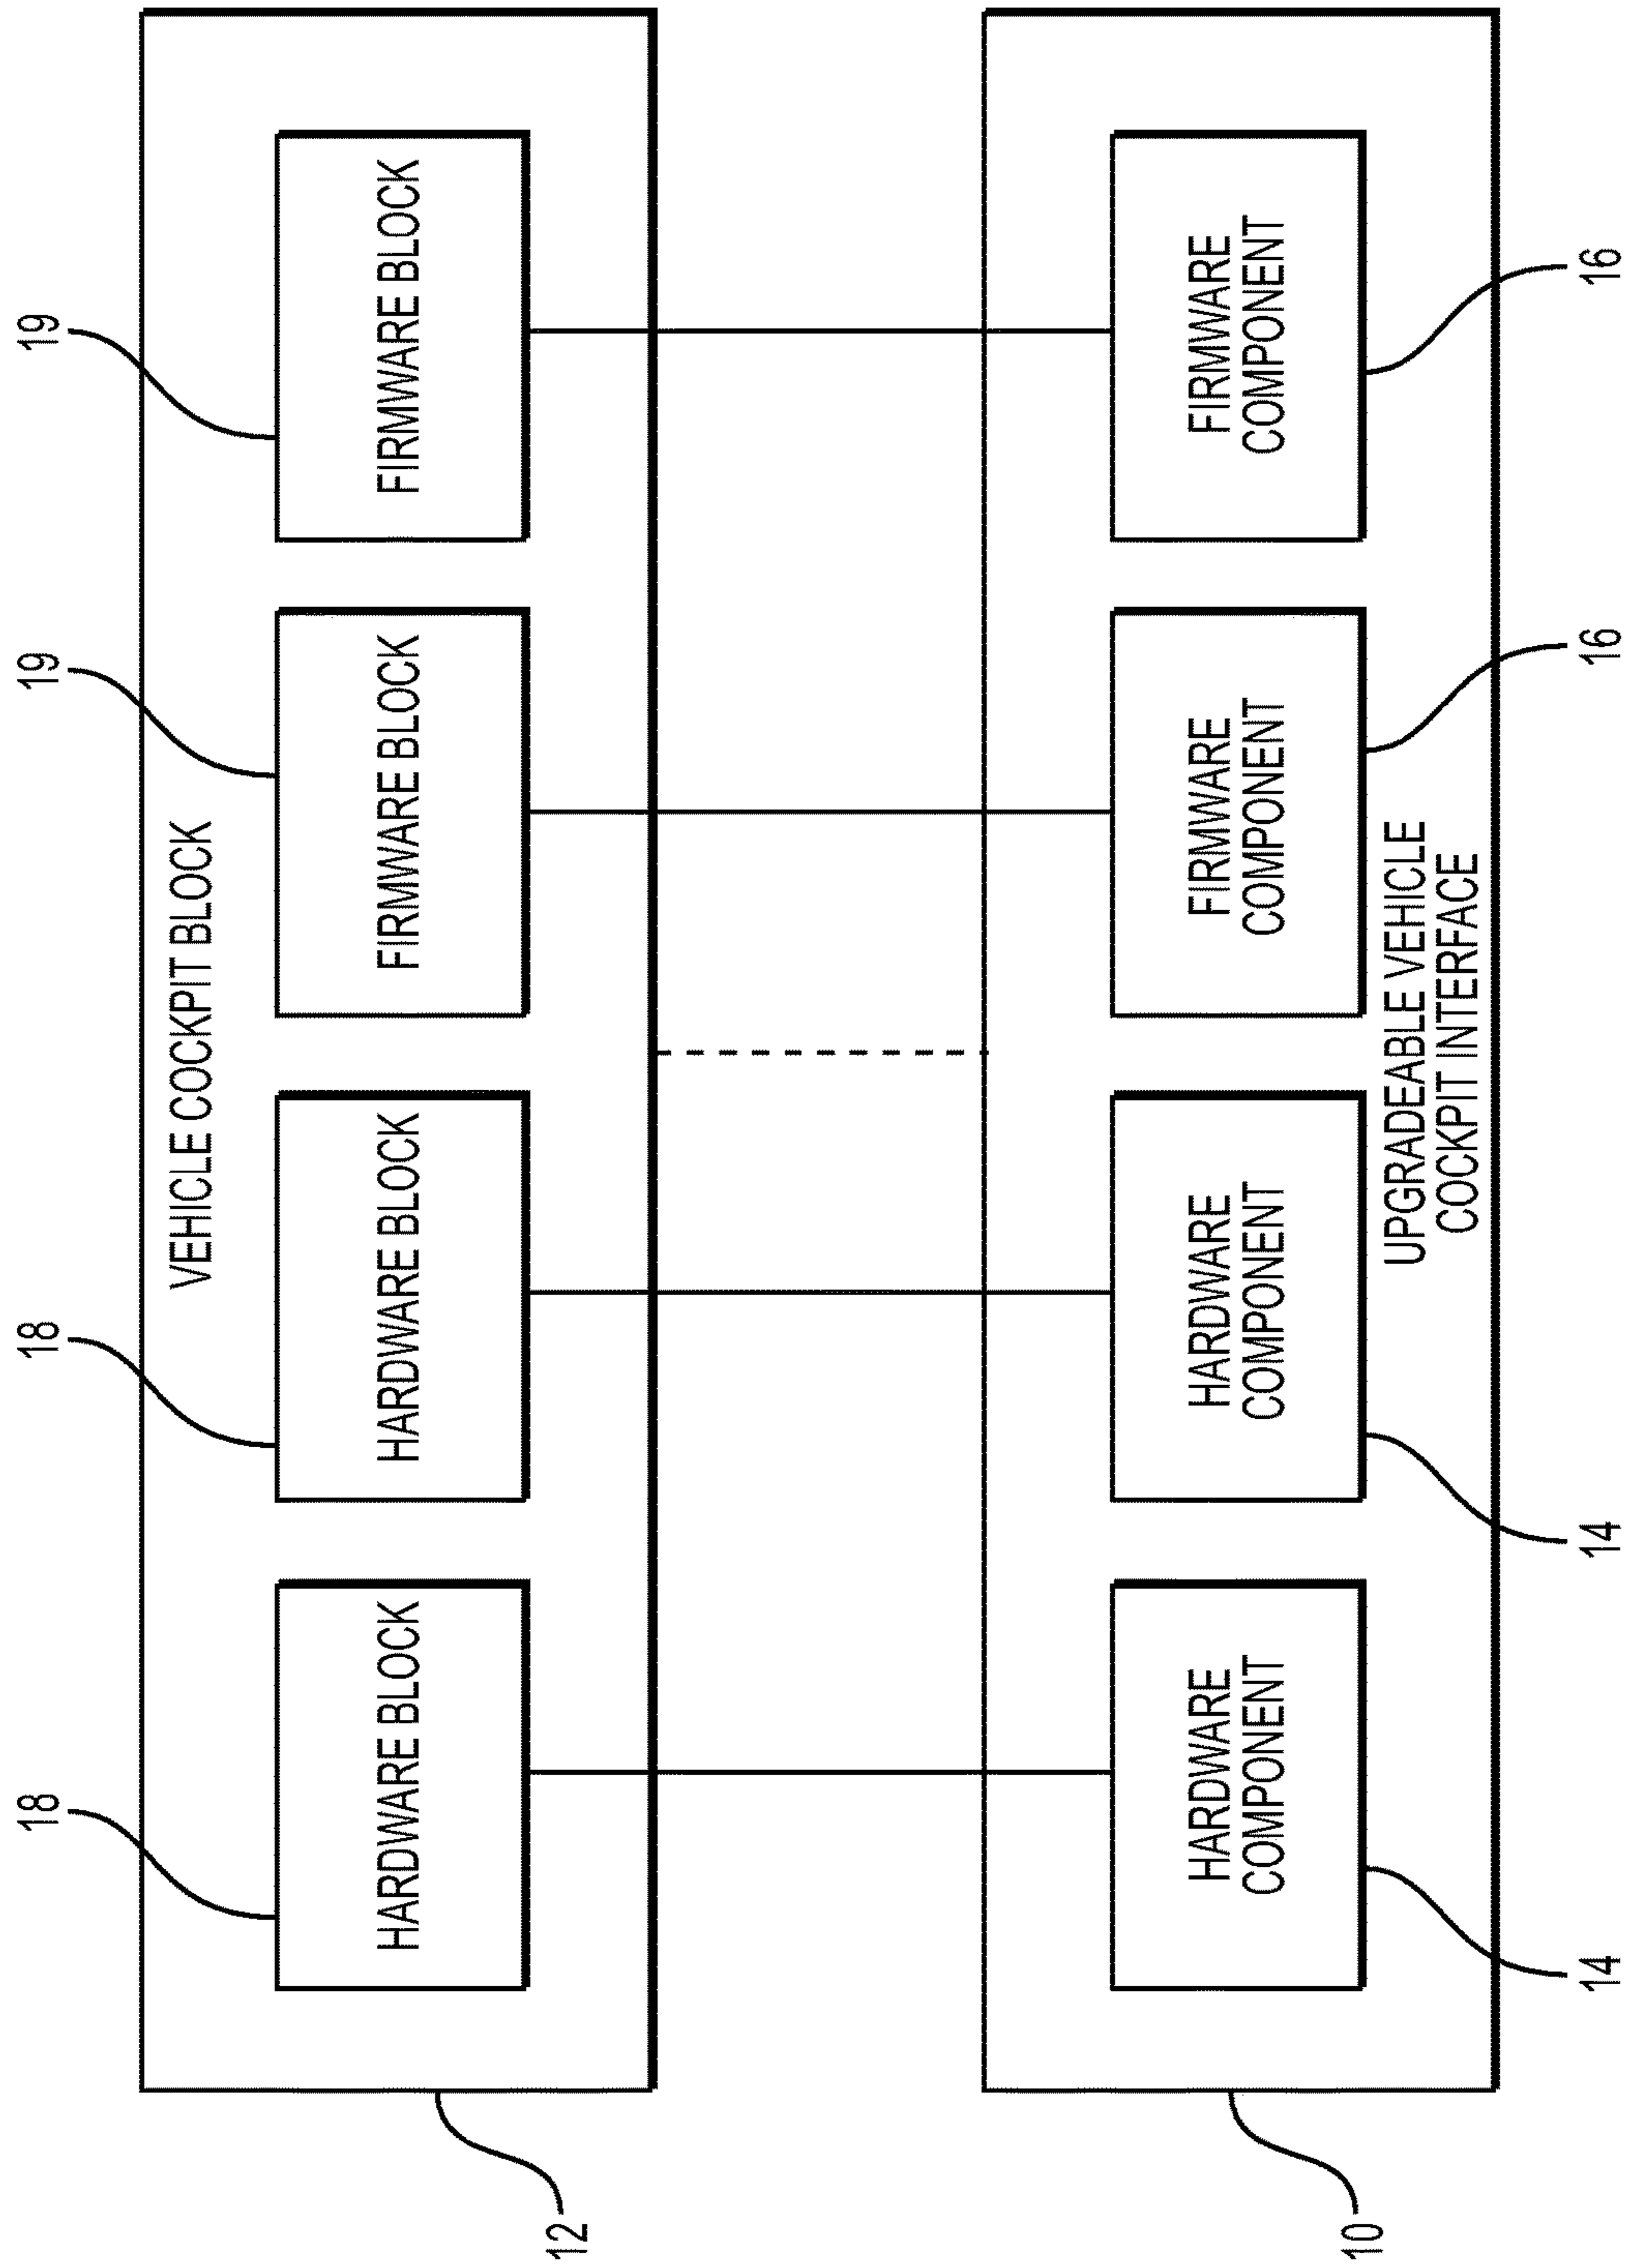 18
18
19
19
VEHICLE COCKPIT BLOCK
HARDWARE BLOCK
HARDWARE BLOCK
FIRMWARE BLOCK
FIRMWARE BLOCK
12
HARDWARE
COMPONENT
HARDWARE
COMPONENT
FIRMWARE
COMPONENT
FIRMWARE
COMPONENT
UPGRADEABLE VEHICLE
COCKPIT INTERFACE
10
14
14
16
16